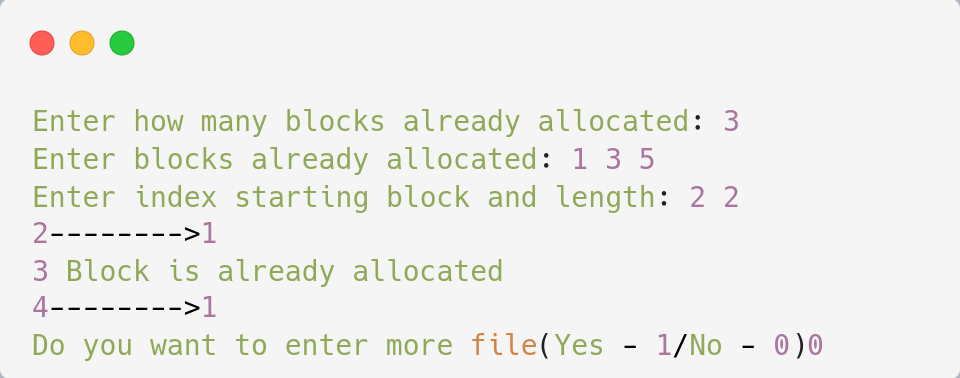 Enter how many blocks already allocated: 3
Enter blocks already allocated: 1 3 5
Enter index starting block and length: 2 2
2-------->1
3 Block is already allocated
4-------->1
Do you want to enter more file(Yes - 1/No - 0)0